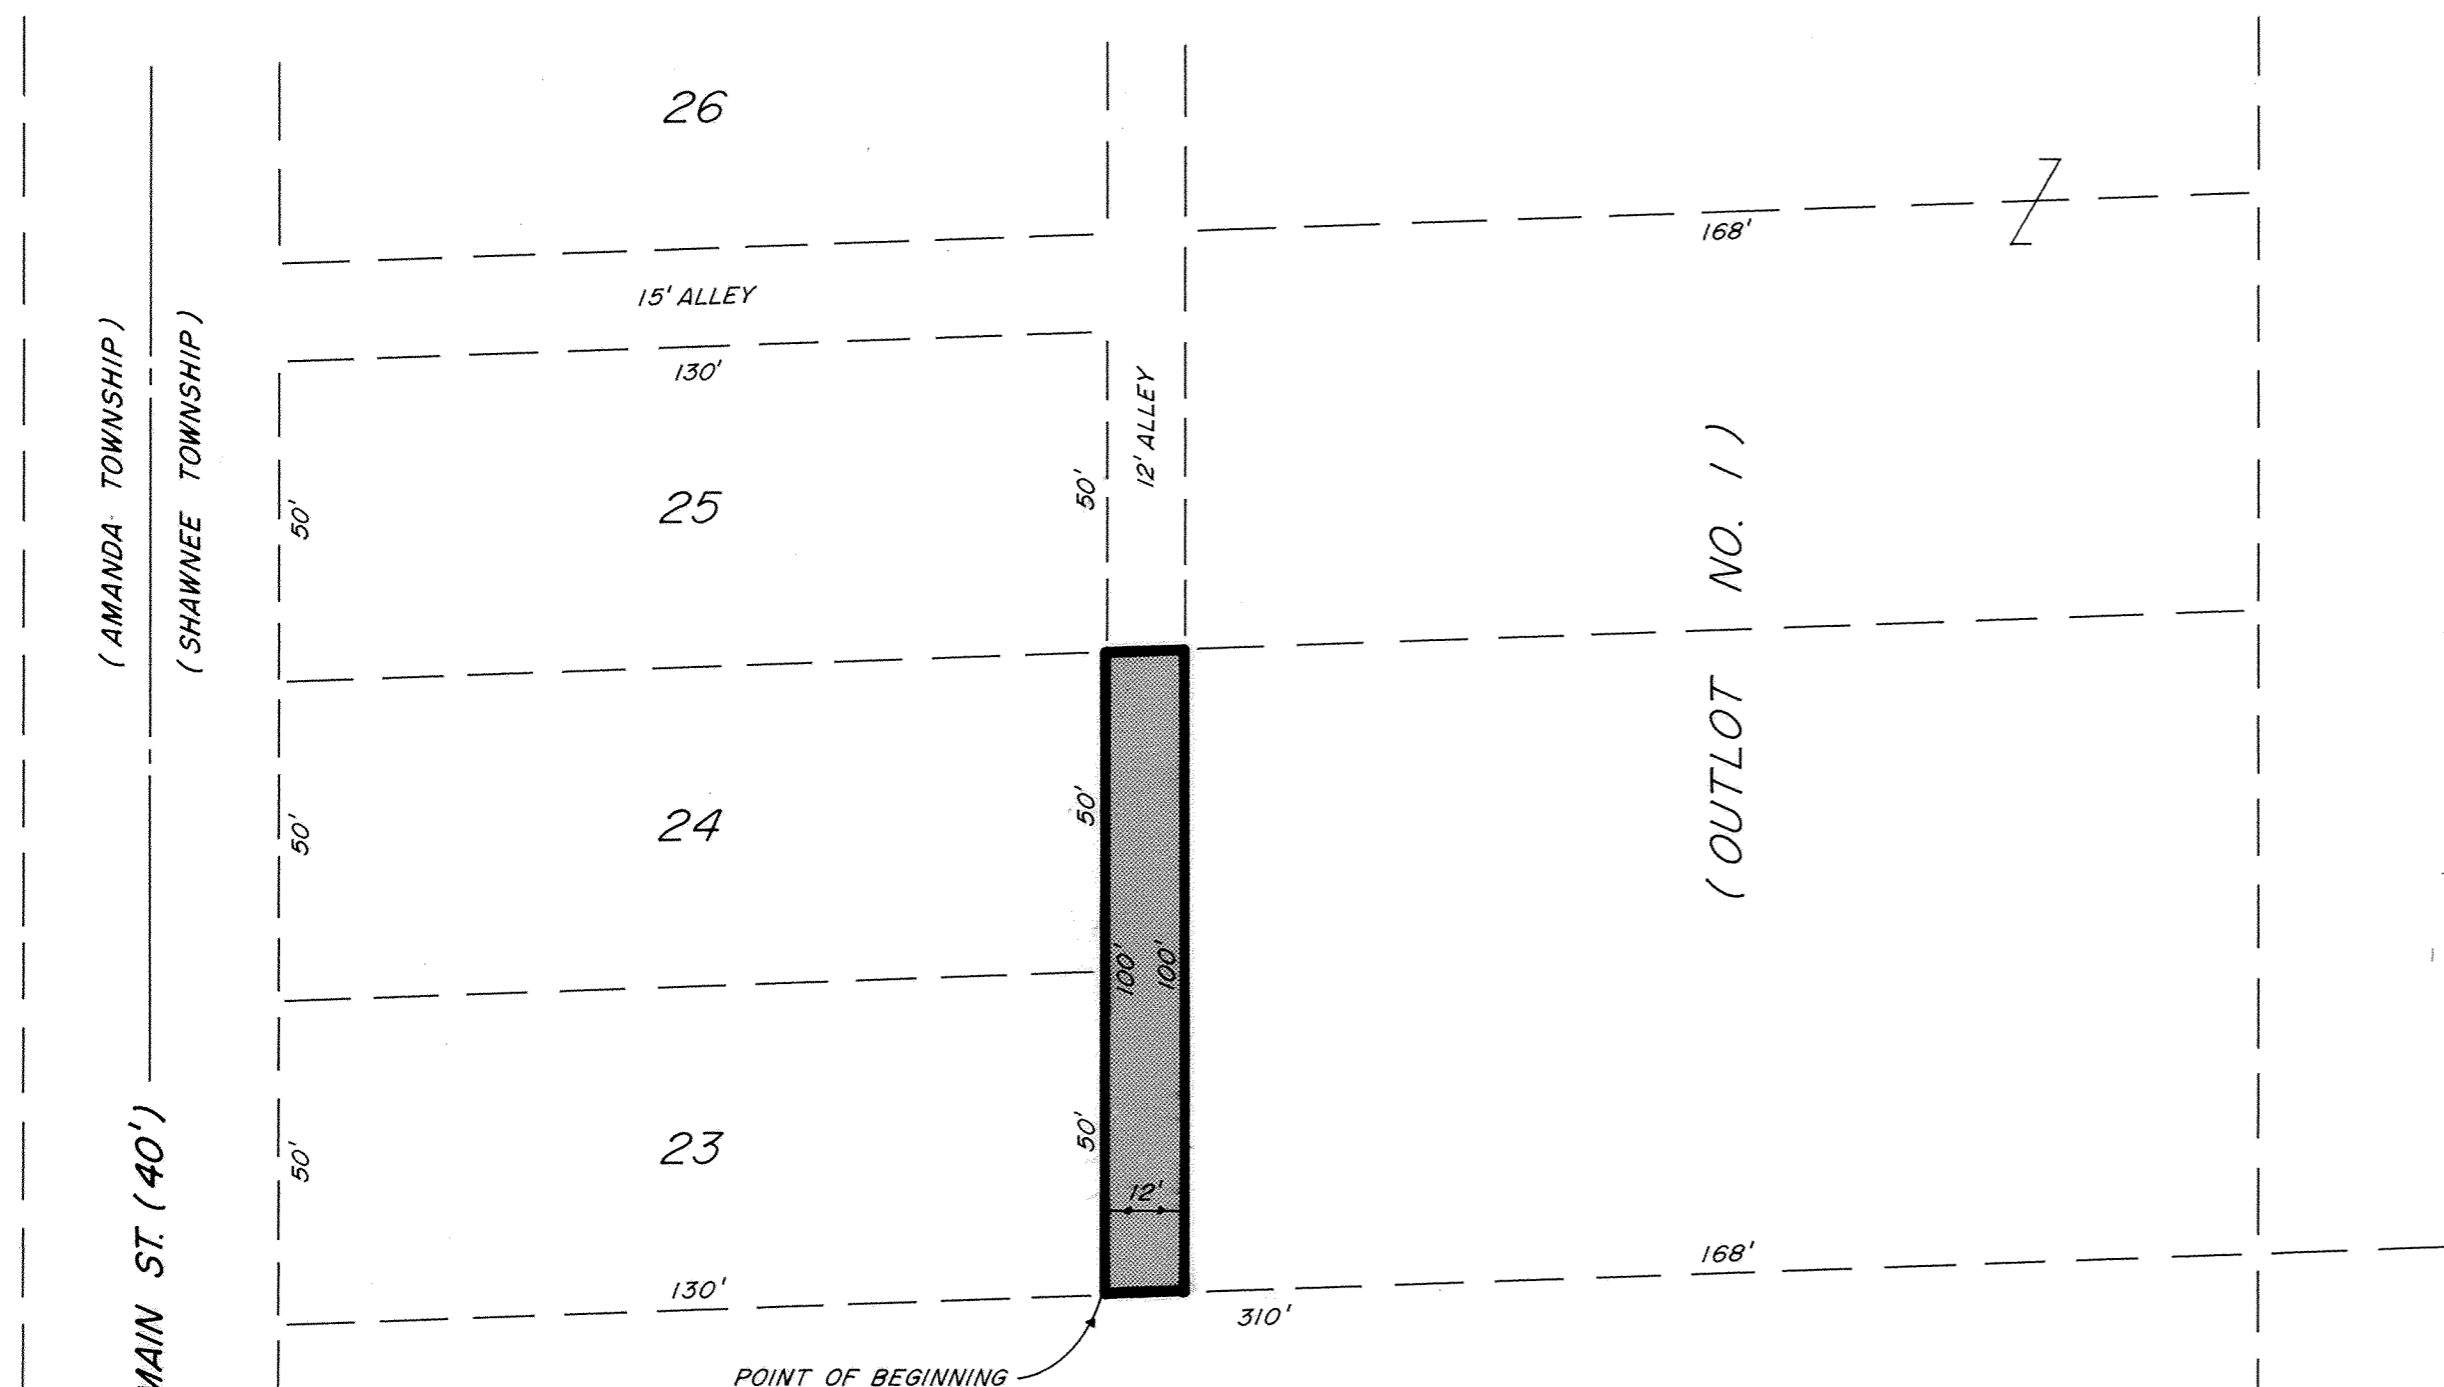 26
168'
15' ALLEY
130'
(AMANDA TOWNSHIP)
(SHAWNEE TOWNSHIP)
12' ALLEY
50'
50'
25
(OUTLOT NO. 1)
50'
24
50'
100'
100'
50'
23
50'
12'
MAIN ST. (40')
130'
168'
310'
POINT OF BEGINNING